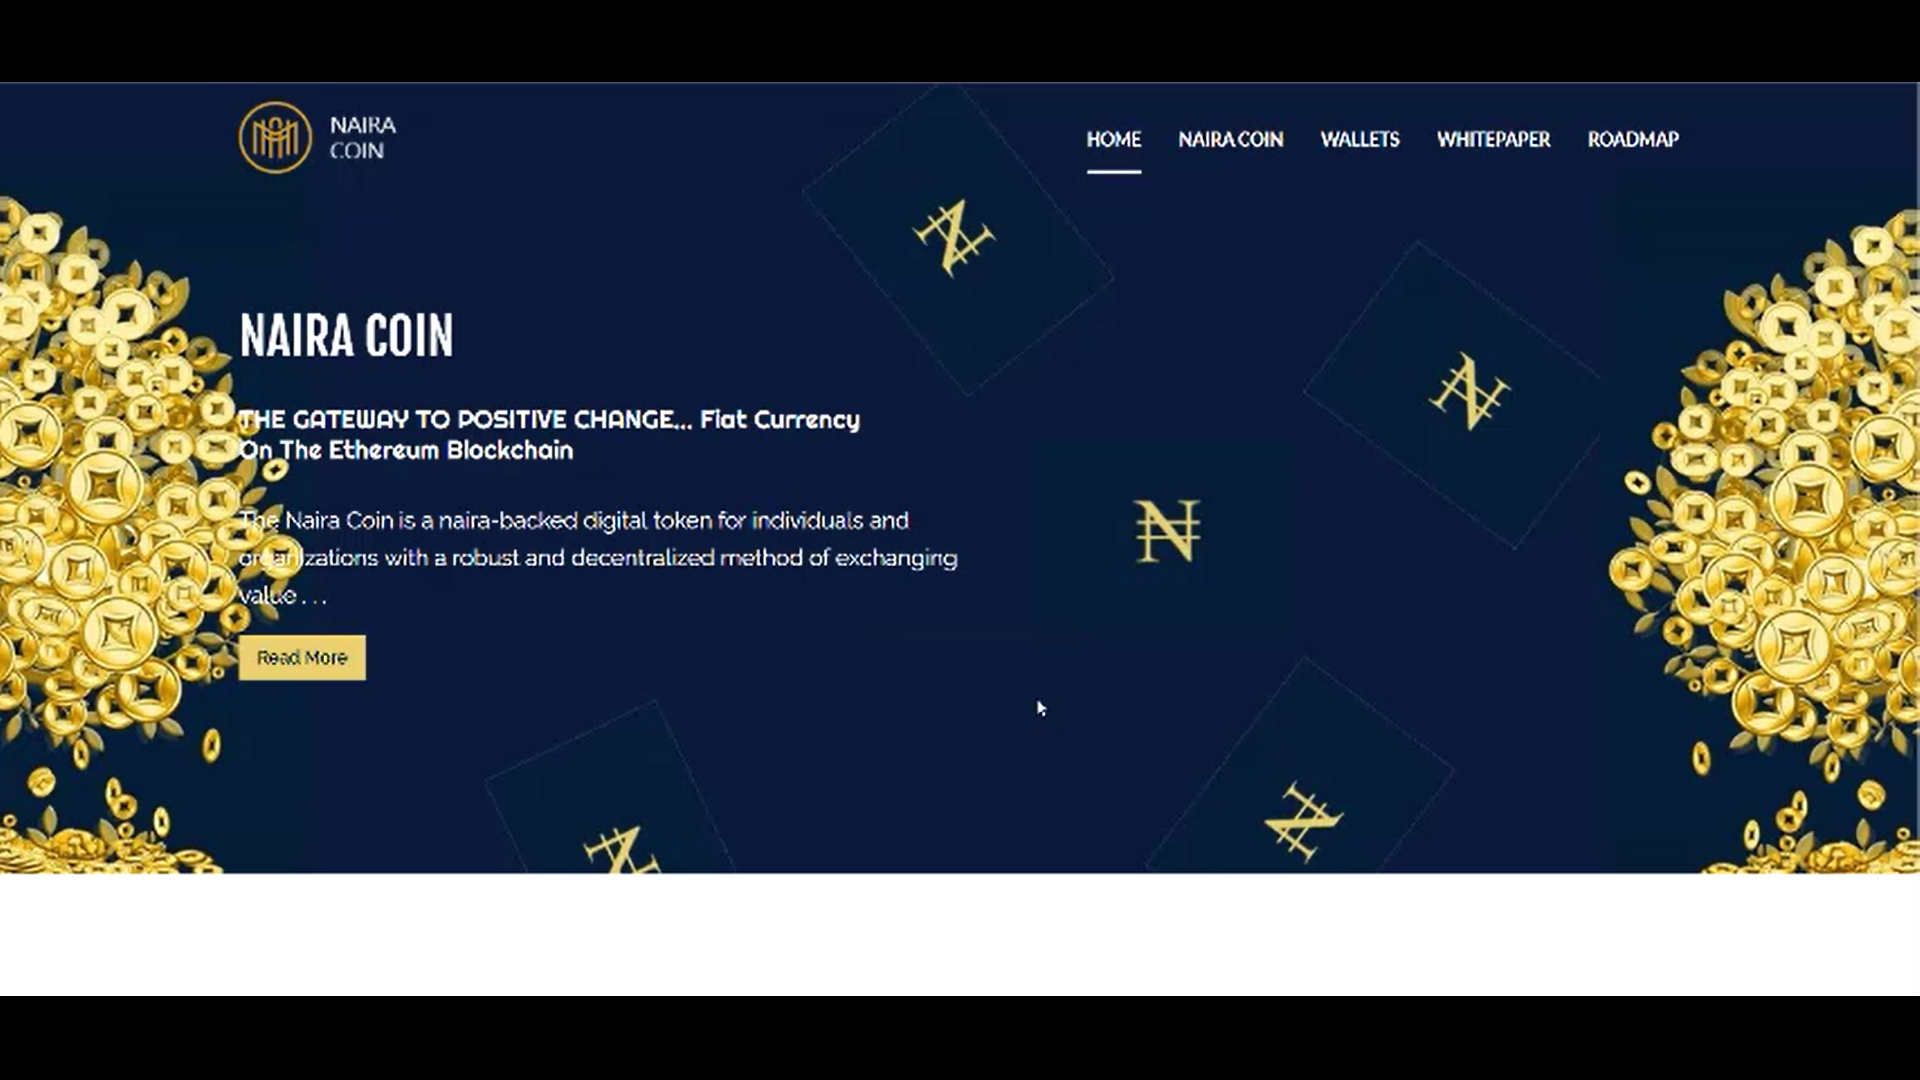 NAIRA
COIN
HOME NAIRA COIN WALLETS WHITEPAPER ROADMAP
NAIRA COIN
THE GATEWAY TO POSITIVE CHANGE... Fiat Currency
On The Ethereum Blockchain
The Naira Coin is a naira-backed digital token for individuals and
organizations with a robust and decentralized method of exchanging
value . . .
Read More
₦
₦
₦
₦
₦